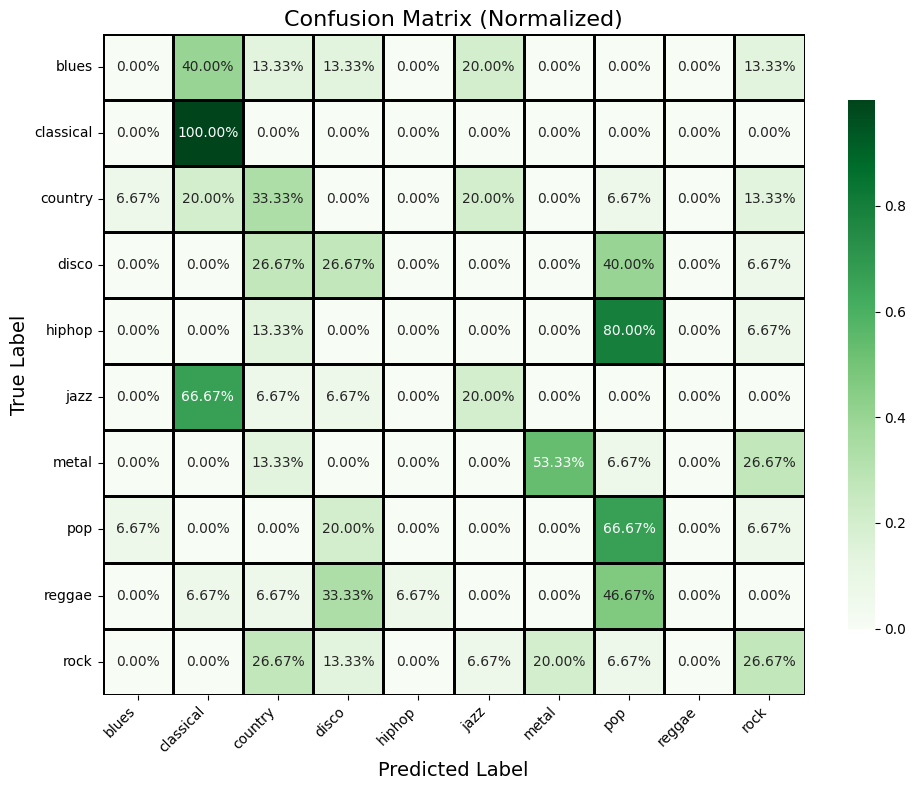 Confusion Matrix (Normalized)
blues 0.00% 40.00% 13.33% 13.33% 0.00% 20.00% 0.00% 0.00% 0.00% 13.33%
classical 0.00% 100.00% 0.00% 0.00% 0.00% 0.00% 0.00% 0.00% 0.00% 0.00%
country 6.67% 20.00% 33.33% 0.00% 0.00% 20.00% 0.00% 6.67% 0.00% 13.33%
disco 0.00% 0.00% 26.67% 26.67% 0.00% 0.00% 0.00% 40.00% 0.00% 6.67%
hiphop 0.00% 0.00% 13.33% 0.00% 0.00% 0.00% 0.00% 80.00% 0.00% 6.67%
jazz 0.00% 66.67% 6.67% 6.67% 0.00% 20.00% 0.00% 0.00% 0.00% 0.00%
metal 0.00% 0.00% 13.33% 0.00% 0.00% 0.00% 53.33% 6.67% 0.00% 26.67%
pop 6.67% 0.00% 0.00% 20.00% 0.00% 0.00% 0.00% 66.67% 0.00% 6.67%
reggae 0.00% 6.67% 6.67% 33.33% 6.67% 0.00% 0.00% 46.67% 0.00% 0.00%
rock 0.00% 0.00% 26.67% 13.33% 0.00% 6.67% 20.00% 6.67% 0.00% 26.67%
blues classical country disco hiphop jazz metal pop reggae rock
Predicted Label
True Label
0.8
0.6
0.4
0.2
0.0